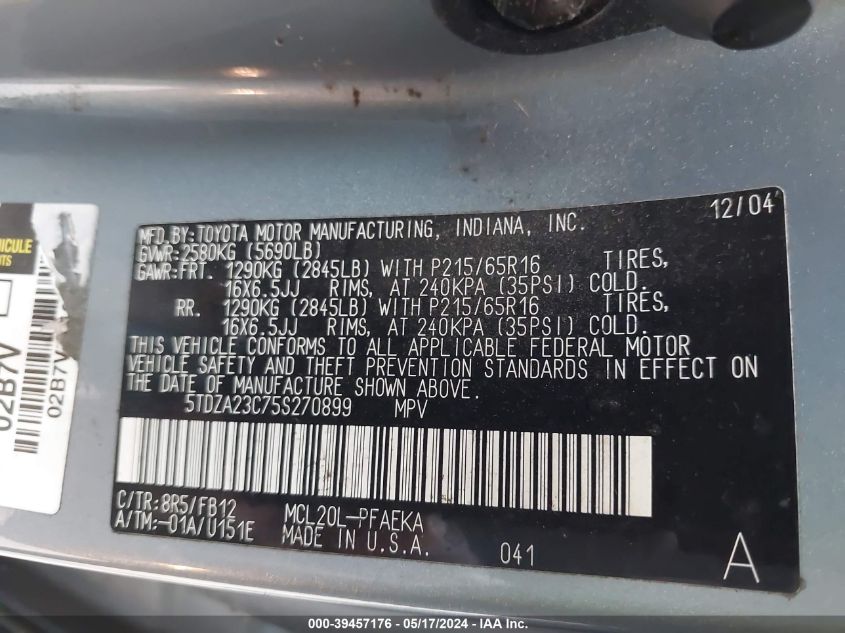 12/04
MFD.BY:TOYOTA MOTOR MANUFACTURING, INDIANA, INC.
GVWR:2580KG (5690LB)
GAWR:FRT. 1290KG (2845LB) WITH P215/65R16 TIRES,
16X6.5JJ RIMS, AT 240KPA (35PSI) COLD.
RR. 1290KG (2845LB) WITH P215/65R16 TIRES,
16X6.5JJ RIMS, AT 240KPA (35PSI) COLD.
THIS VEHICLE CONFORMS TO ALL APPLICABLE FEDERAL MOTOR
VEHICLE SAFETY AND THEFT PREVENTION STANDARDS IN EFFECT ON
THE DATE OF MANUFACTURE SHOWN ABOVE.
5TDZA23C75S270899 MPV
C/TR:8R5/FB12 MCL20L-PFAEKA
A/TM:-01A/U151E MADE IN U.S.A. 041 A
02B7V
02B7V
000-39457176 - 05/17/2024 - IAA Inc.